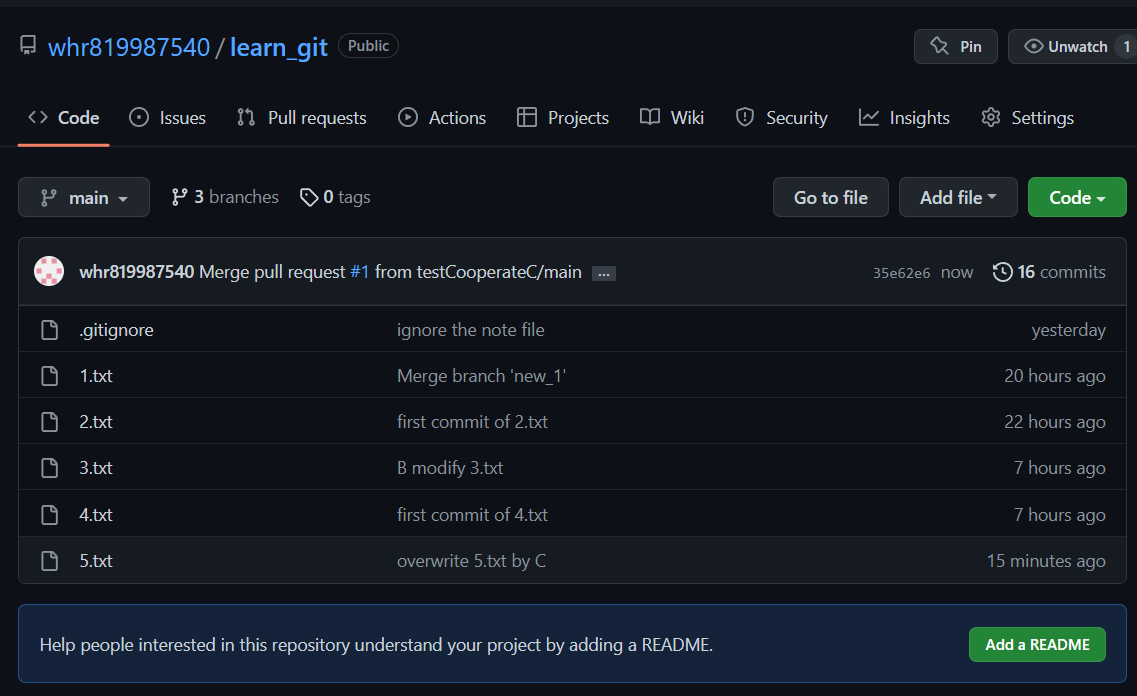 whr819987540 / learn_git Public Pin Unwatch 1
Code Issues Pull requests Actions Projects Wiki Security Insights Settings
main 3 branches 0 tags Go to file Add file Code
whr819987540 Merge pull request #1 from testCooperateC/main ... 35e62e6 now 16 commits
.gitignore ignore the note file yesterday
1.txt Merge branch 'new_1' 20 hours ago
2.txt first commit of 2.txt 22 hours ago
3.txt B modify 3.txt 7 hours ago
4.txt first commit of 4.txt 7 hours ago
5.txt overwrite 5.txt by C 15 minutes ago
Help people interested in this repository understand your project by adding a README. Add a README